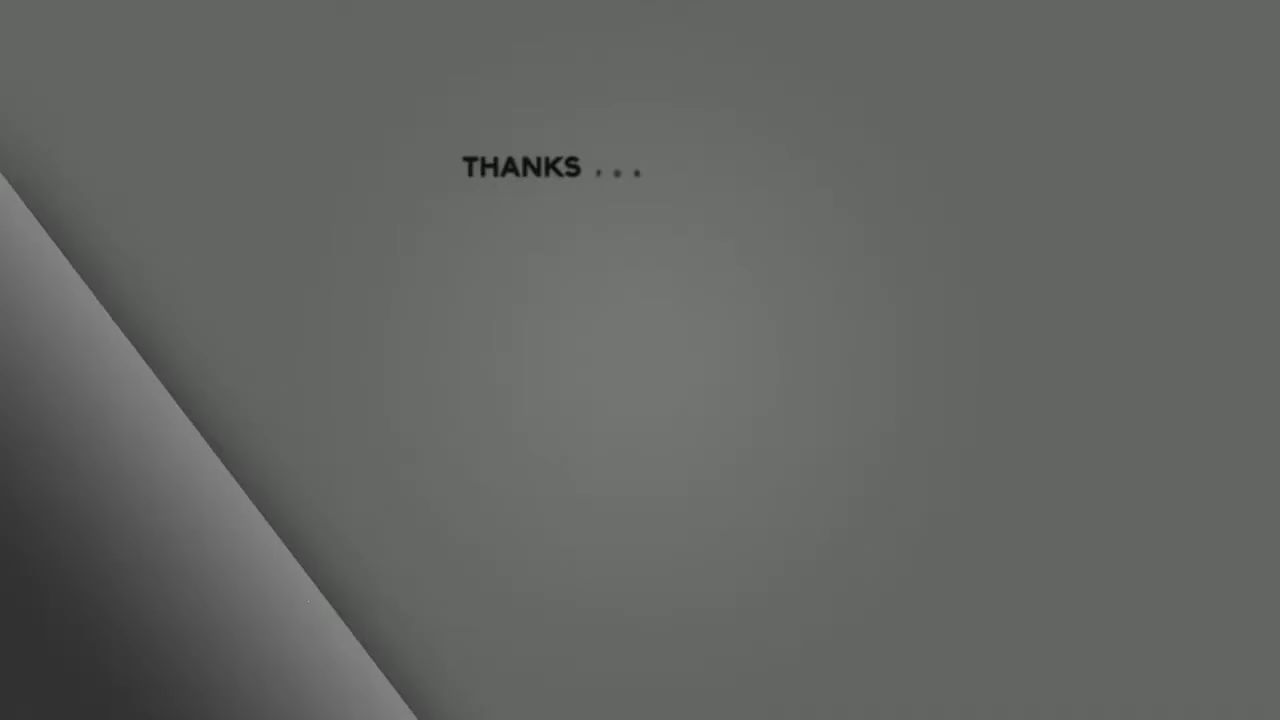 THANKS . . .